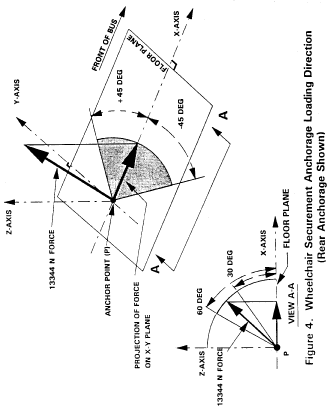 Z-AXIS
Y-AXIS
FRONT OF BUS
13344 N FORCE
+45 DEG
FLOOR PLANE
X-AXIS
ANCHOR POINT (P)
-45 DEG
PROJECTION OF FORCE
ON X-Y PLANE
A
A
Z-AXIS
60 DEG
30 DEG
13344 N FORCE
X-AXIS
P
FLOOR PLANE
VIEW A-A
Figure 4. Wheelchair Securement Anchorage Loading Direction
(Rear Anchorage Shown)